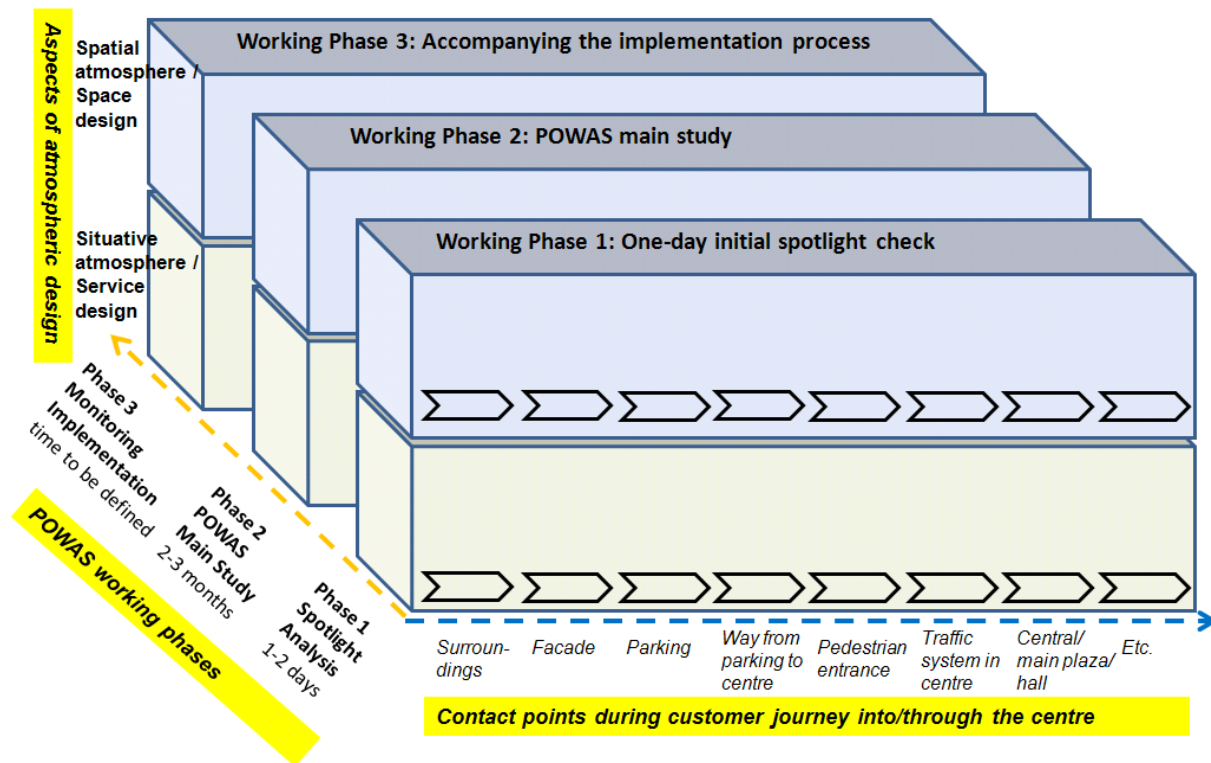 Aspects of atmospheric design
Spatial
atmosphere /
Space
design
Situative
atmosphere /
Service
design
Working Phase 3: Accompanying the implementation process
Working Phase 2: POWAS main study
Working Phase 1: One-day initial spotlight check
Phase 3
Monitoring
Implementation
time to be defined
Phase 2
POWAS
Main Study
2-3 months
Phase 1
Spotlight
Analysis
1-2 days
POWAS working phases
Surroun-
dings
Facade
Parking
Way from
parking to
centre
Pedestrian
entrance
Traffic
system in
centre
Central/
main plaza/
hall
Etc.
Contact points during customer journey into/through the centre